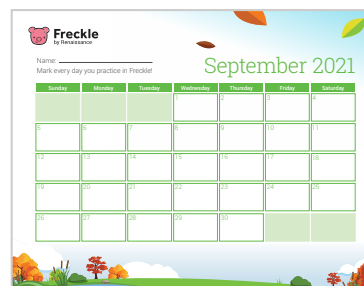 Freckle
by Renaissance
Name:
Mark every day you practice in Freckle!
September 2021
Sunday Monday Tuesday Wednesday Thursday Friday Saturday
1 2 3 4
5 6 7 8 9 10 11
12 13 14 15 16 17 18
19 20 21 22 23 24 25
26 27 28 29 30